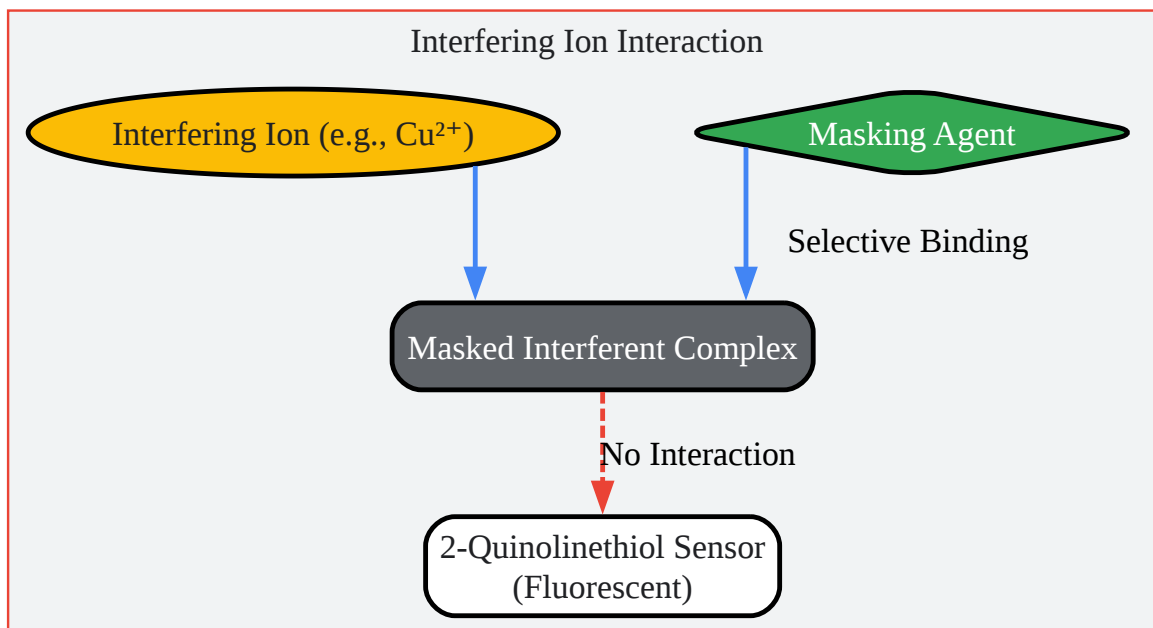 Interfering Ion Interaction
Interfering Ion (e.g., Cu²⁺)
Masking Agent
Selective Binding
Masked Interferent Complex
No Interaction
2-Quinolinethiol Sensor
(Fluorescent)